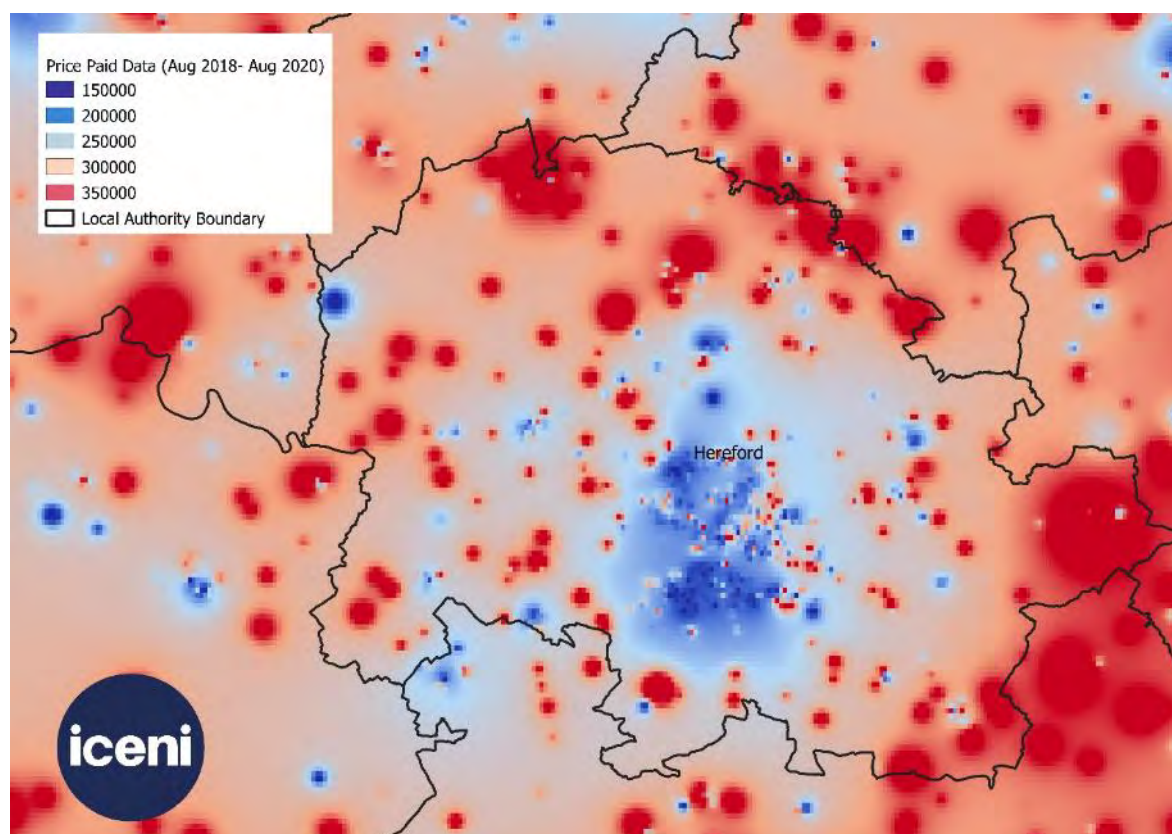 Price Paid Data (Aug 2018- Aug 2020)
150000
200000
250000
300000
350000
Local Authority Boundary
Hereford
iceni